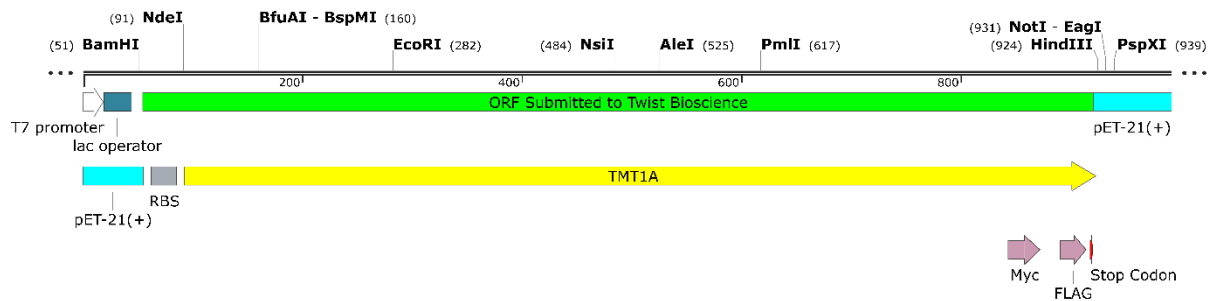 (91) NdeI
BfuAI - BspMI (160)
(931) NotI - EagI
(51) BamHI
EcoRI (282)
(484) NsiI
AleI (525)
PmlI (617)
(924) HindIII
PspXI (939)
200
400
600
800
ORF Submitted to Twist Bioscience
T7 promoter
lac operator
pET-21(+)
TMT1A
RBS
pET-21(+)
Myc
FLAG
Stop Codon